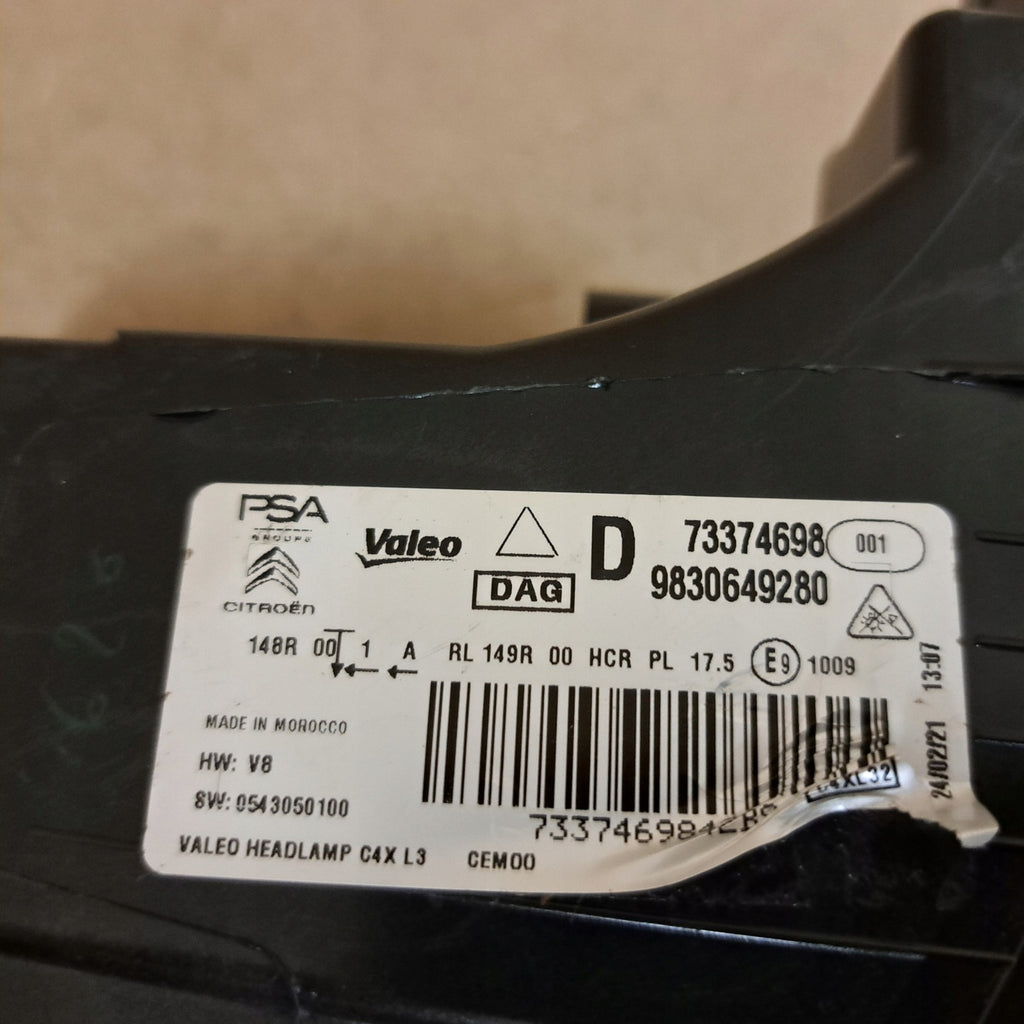 PSA
GROUPE
CITROËN
Valeo
DAG
D
73374698 001
9830649280
148R 00 1 A RL 149R 00 HCR PL 17.5 E9 1009
MADE IN MOROCCO
HW: V8
SW: 0543050100
VALEO HEADLAMP C4X L3 CEM00
C4XL32
24/02/21 13:07